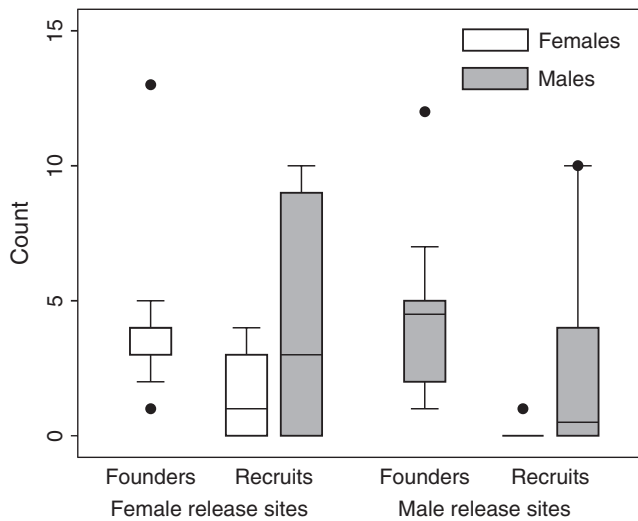 Females
Males
15
10
5
0
Count
Founders Recruits Founders Recruits
Female release sites Male release sites